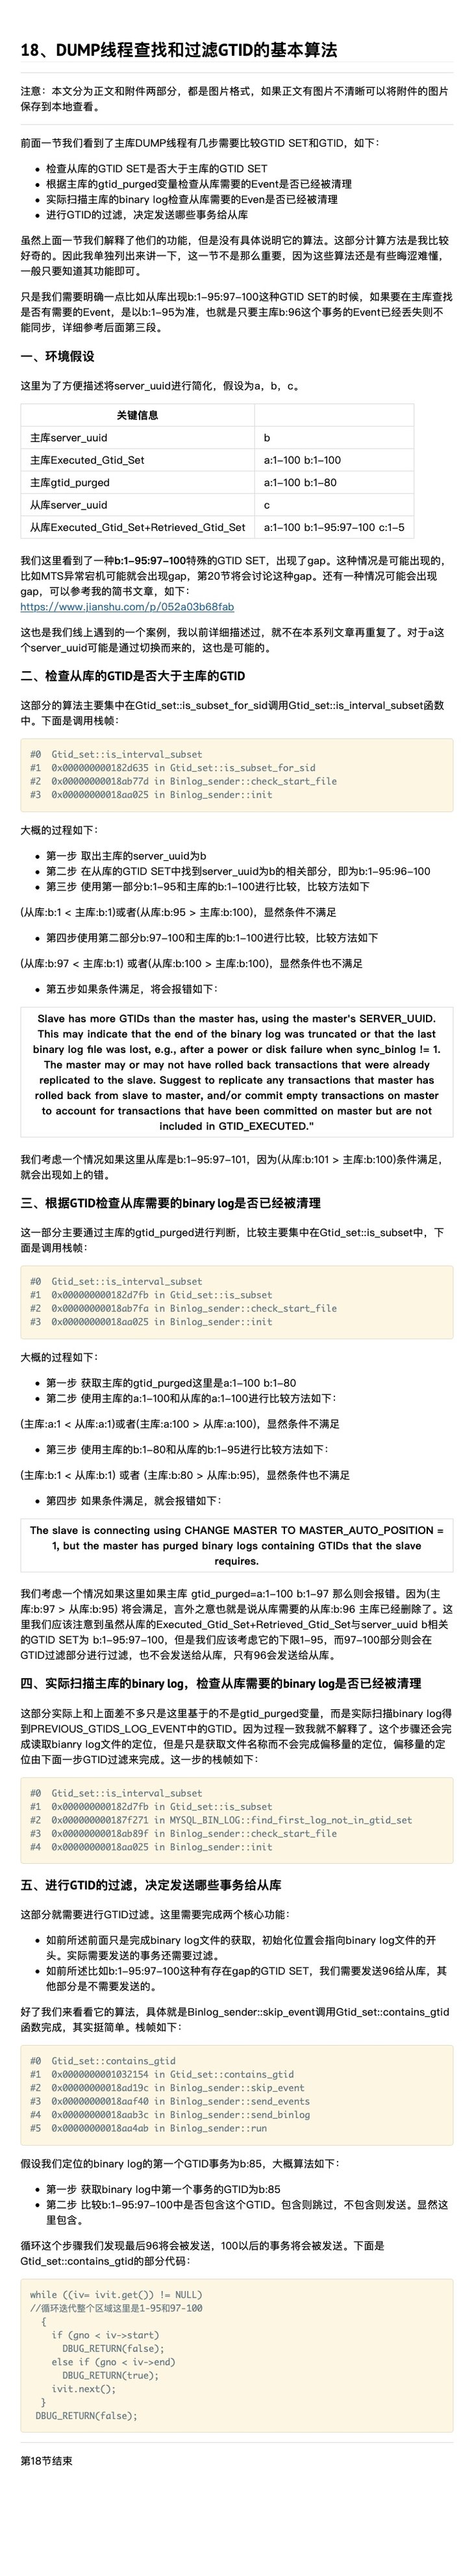 18、DUMP线程查找和过滤GTID的基本算法
注意：本文分为正文和附件两部分，都是图片格式，如果正文有图片不清晰可以将附件的图片
保存到本地查看。
前面一节我们看到了主库DUMP线程有几步需要比较GTID SET和GTID，如下：
• 检查从库的GTID SET是否大于主库的GTID SET
• 根据主库的gtid_purged变量检查从库需要的Event是否已经被清理
• 实际扫描主库的binary log检查从库需要的Even是否已经被清理
• 进行GTID的过滤，决定发送哪些事务给从库
虽然上面一节我们解释了他们的功能，但是没有具体说明它的算法。这部分计算方法是我比较
好奇的。因此我单独列出来讲一下，这一节不是那么重要，因为这些算法还是有些晦涩难懂，
一般只要知道其功能即可。
只是我们需要明确一点比如从库出现b:1-95:97-100这种GTID SET的时候，如果要在主库查找
是否有需要的Event，是以b:1-95为准，也就是只要主库b:96这个事务的Event已经丢失则不
能同步，详细参考后面第三段。
一、环境假设
这里为了方便描述将server_uuid进行简化，假设为a，b，c。
关键信息
主库server_uuid b
主库Executed_Gtid_Set a:1-100 b:1-100
主库gtid_purged a:1-100 b:1-80
从库server_uuid c
从库Executed_Gtid_Set+Retrieved_Gtid_Set a:1-100 b:1-95:97-100 c:1-5
我们这里看到了一种b:1-95:97-100特殊的GTID SET，出现了gap。这种情况是可能出现的，
比如MTS异常宕机可能就会出现gap，第20节将会讨论这种gap。还有一种情况可能会出现
gap，可以参考我的简书文章，如下：
https://www.jianshu.com/p/052a03b68fab
这也是我们线上遇到的一个案例，我以前详细描述过，就不在本系列文章再重复了。对于a这
个server_uuid可能是通过切换而来的，这也是可能的。
二、检查从库的GTID是否大于主库的GTID
这部分的算法主要集中在Gtid_set::is_subset_for_sid调用Gtid_set::is_interval_subset函数
中。下面是调用栈帧：
#0 Gtid_set::is_interval_subset
#1 0x000000000182d635 in Gtid_set::is_subset_for_sid
#2 0x00000000018ab77d in Binlog_sender::check_start_file
#3 0x00000000018aa025 in Binlog_sender::init
大概的过程如下：
• 第一步 取出主库的server_uuid为b
• 第二步 在从库的GTID SET中找到server_uuid为b的相关部分，即为b:1-95:96-100
• 第三步 使用第一部分b:1-95和主库的b:1-100进行比较，比较方法如下
(从库:b:1 < 主库:b:1)或者(从库:b:95 > 主库:b:100)，显然条件不满足
• 第四步使用第二部分b:97-100和主库的b:1-100进行比较，比较方法如下
(从库:b:97 < 主库:b:1) 或者(从库:b:100 > 主库:b:100)，显然条件也不满足
• 第五步如果条件满足，将会报错如下：
Slave has more GTIDs than the master has, using the master's SERVER_UUID.
This may indicate that the end of the binary log was truncated or that the last
binary log file was lost, e.g., after a power or disk failure when sync_binlog != 1.
The master may or may not have rolled back transactions that were already
replicated to the slave. Suggest to replicate any transactions that master has
rolled back from slave to master, and/or commit empty transactions on master
to account for transactions that have been committed on master but are not
included in GTID_EXECUTED."
我们考虑一个情况如果这里从库是b:1-95:97-101，因为(从库:b:101 > 主库:b:100)条件满足，
就会出现如上的错。
三、根据GTID检查从库需要的binary log是否已经被清理
这一部分主要通过主库的gtid_purged进行判断，比较主要集中在Gtid_set::is_subset中，下
面是调用栈帧：
#0 Gtid_set::is_interval_subset
#1 0x000000000182d7fb in Gtid_set::is_subset
#2 0x00000000018ab7fa in Binlog_sender::check_start_file
#3 0x00000000018aa025 in Binlog_sender::init
大概的过程如下：
• 第一步 获取主库的gtid_purged这里是a:1-100 b:1-80
• 第二步 使用主库的a:1-100和从库的a:1-100进行比较方法如下：
(主库:a:1 < 从库:a:1)或者(主库:a:100 > 从库:a:100)，显然条件不满足
• 第三步 使用主库的b:1-80和从库的b:1-95进行比较方法如下：
(主库:b:1 < 从库:b:1) 或者 (主库:b:80 > 从库:b:95)，显然条件也不满足
• 第四步 如果条件满足，就会报错如下：
The slave is connecting using CHANGE MASTER TO MASTER_AUTO_POSITION =
1, but the master has purged binary logs containing GTIDs that the slave
requires.
我们考虑一个情况如果这里如果主库 gtid_purged=a:1-100 b:1-97 那么则会报错。因为(主
库:b:97 > 从库:b:95) 将会满足，言外之意也就是说从库需要的从库:b:96 主库已经删除了。这
里我们应该注意到虽然从库的Executed_Gtid_Set+Retrieved_Gtid_Set与server_uuid b相关
的GTID SET为 b:1-95:97-100，但是我们应该考虑它的下限1-95，而97-100部分则会在
GTID过滤部分进行过滤，也不会发送给从库，只有96会发送给从库。
四、实际扫描主库的binary log，检查从库需要的binary log是否已经被清理
这部分实际上和上面差不多只是这里基于的不是gtid_purged变量，而是实际扫描binary log得
到PREVIOUS_GTIDS_LOG_EVENT中的GTID。因为过程一致我就不解释了。这个步骤还会完
成读取bianry log文件的定位，但是只是获取文件名称而不会完成偏移量的定位，偏移量的定
位由下面一步GTID过滤来完成。这一步的栈帧如下：
#0 Gtid_set::is_interval_subset
#1 0x000000000182d7fb in Gtid_set::is_subset
#2 0x000000000187f271 in MYSQL_BIN_LOG::find_first_log_not_in_gtid_set
#3 0x00000000018ab89f in Binlog_sender::check_start_file
#4 0x00000000018aa025 in Binlog_sender::init
五、进行GTID的过滤，决定发送哪些事务给从库
这部分就需要进行GTID过滤。这里需要完成两个核心功能：
• 如前所述前面只是完成binary log文件的获取，初始化位置会指向binary log文件的开
头。实际需要发送的事务还需要过滤。
• 如前所述比如b:1-95:97-100这种有存在gap的GTID SET，我们需要发送96给从库，其
他部分是不需要发送的。
好了我们来看看它的算法，具体就是Binlog_sender::skip_event调用Gtid_set::contains_gtid
函数完成，其实挺简单。栈帧如下：
#0 Gtid_set::contains_gtid
#1 0x0000000001032154 in Gtid_set::contains_gtid
#2 0x00000000018ad19c in Binlog_sender::skip_event
#3 0x00000000018aaf40 in Binlog_sender::send_events
#4 0x00000000018aab3c in Binlog_sender::send_binlog
#5 0x00000000018aa4ab in Binlog_sender::run
假设我们定位的binary log的第一个GTID事务为b:85，大概算法如下：
• 第一步 获取binary log中第一个事务的GTID为b:85
• 第二步 比较b:1-95:97-100中是否包含这个GTID。包含则跳过，不包含则发送。显然这
里包含。
循环这个步骤我们发现最后96将会被发送，100以后的事务将会被发送。下面是
Gtid_set::contains_gtid的部分代码：
while ((iv= ivit.get()) != NULL)
//循环迭代整个区域这里是1-95和97-100
{
if (gno < iv->start)
DBUG_RETURN(false);
else if (gno < iv->end)
DBUG_RETURN(true);
ivit.next();
}
DBUG_RETURN(false);
第18节结束